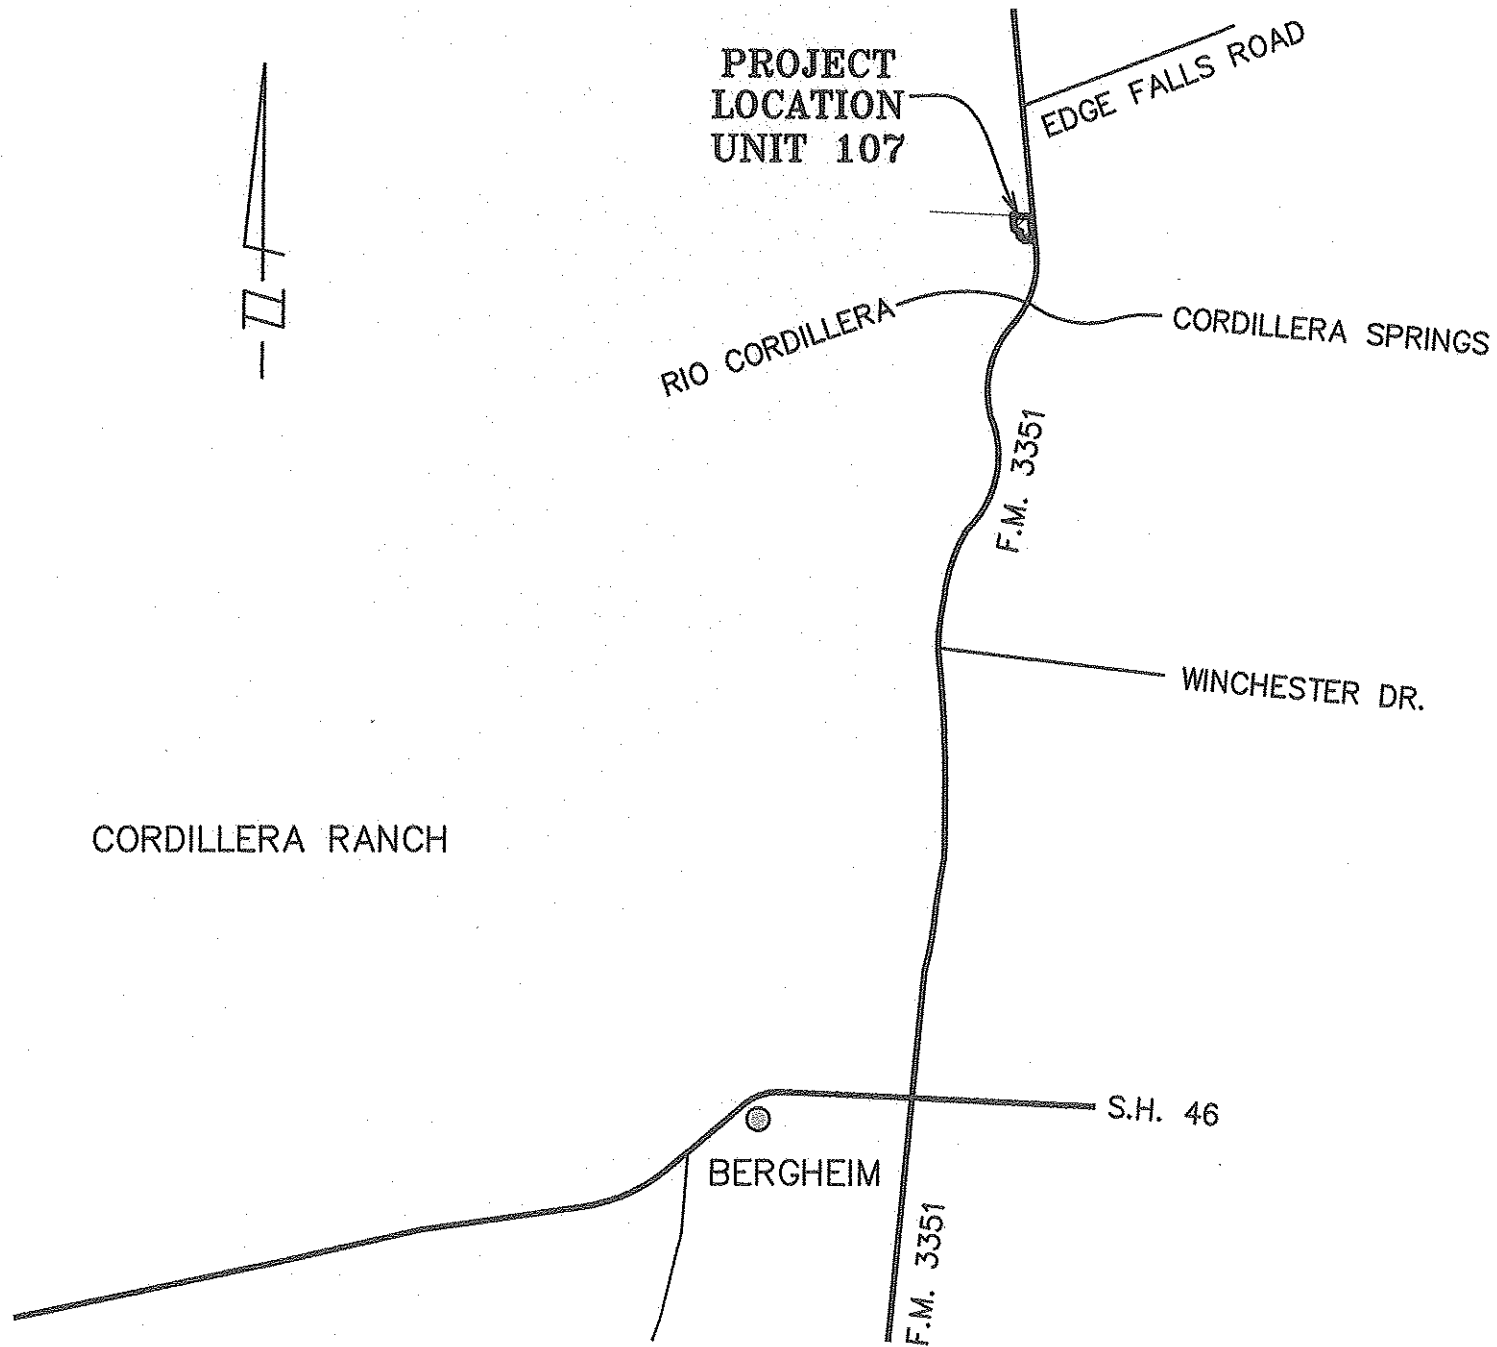 PROJECT
LOCATION
UNIT 107
EDGE FALLS ROAD
RIO CORDILLERA
CORDILLERA SPRINGS
F.M. 3351
WINCHESTER DR.
CORDILLERA RANCH
S.H. 46
BERGHEIM
F.M. 3351
N